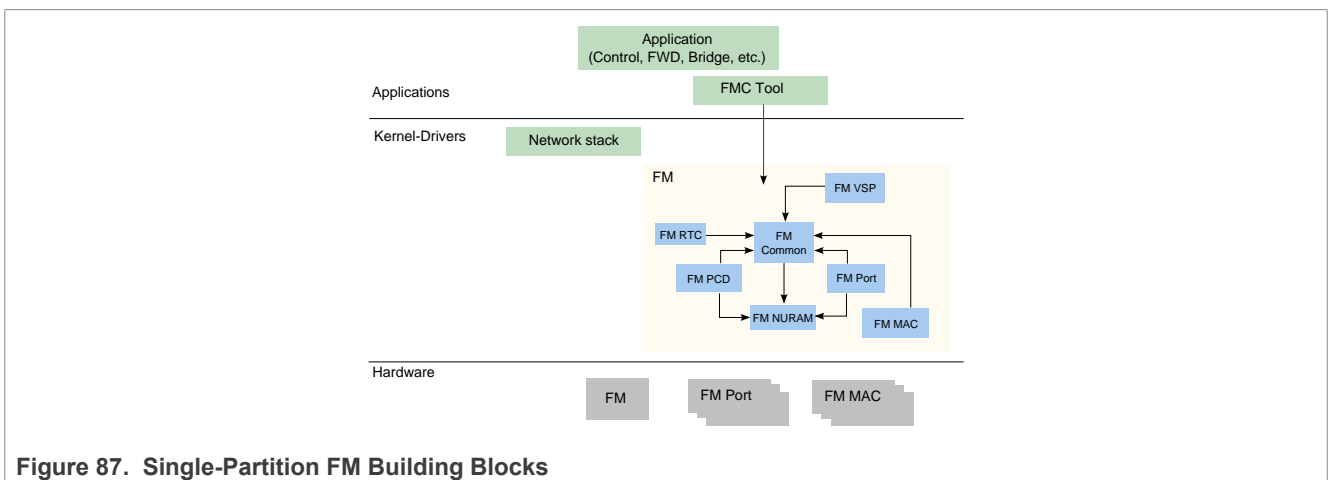 Application
(Control, FWD, Bridge, etc.)
Applications
FMC Tool
Kernel-Drivers
Network stack
FM
FM VSP
FM RTC
FM
Common
FM PCD
FM Port
FM NURAM
FM MAC
Hardware
FM
FM Port
FM MAC
Figure 87. Single-Partition FM Building Blocks